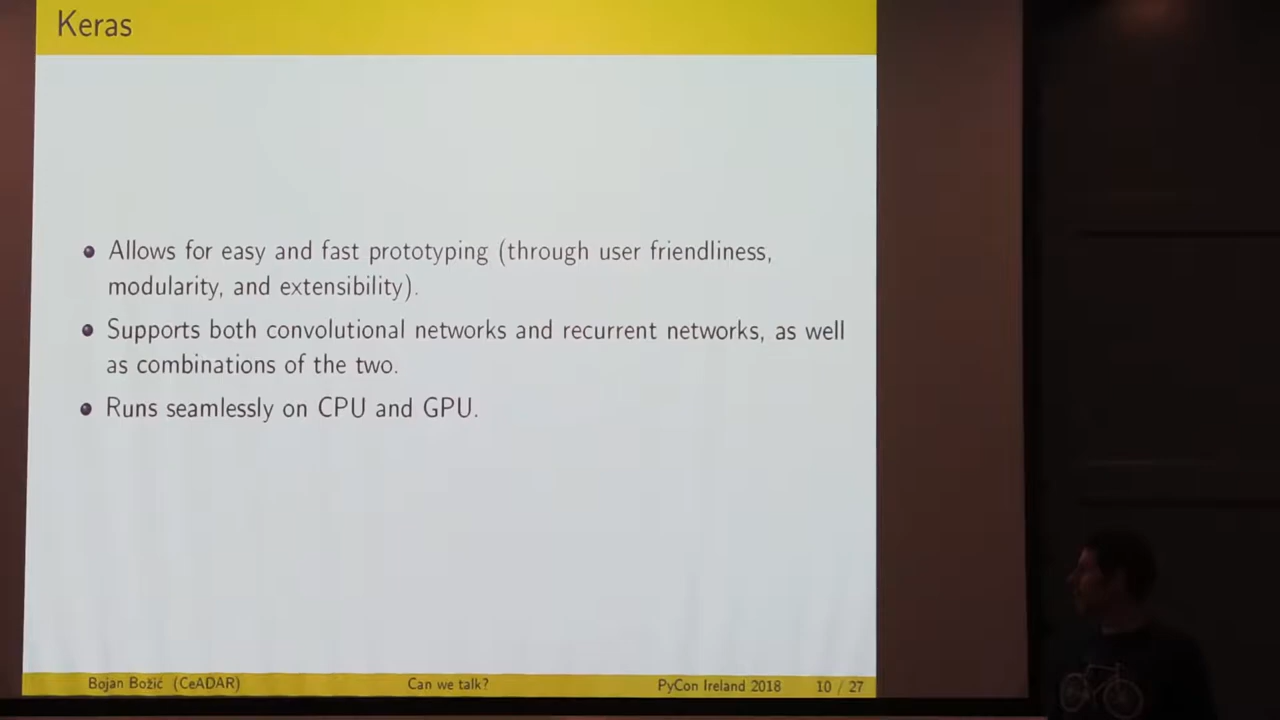 Keras
Allows for easy and fast prototyping (through user friendliness,
modularity, and extensibility).
Supports both convolutional networks and recurrent networks, as well
as combinations of the two.
Runs seamlessly on CPU and GPU.
Bojan Božić (CeADAR) Can we talk? PyCon Ireland 2018 10 / 27